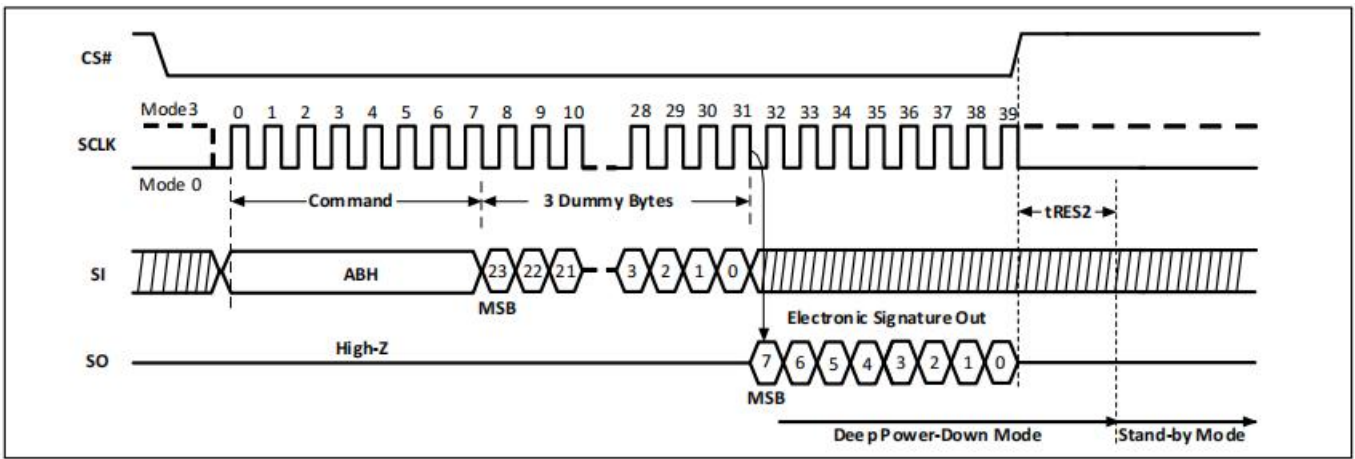 CS#
Mode3
0 1 2 3 4 5 6 7 8 9 10 28 29 30 31 32 33 34 35 36 37 38 39
SCLK
Mode 0
Command
3 Dummy Bytes
tRES2
SI
ABH
23 22 21 3 2 1 0
MSB
Electronic Signature Out
High-Z
SO
7 6 5 4 3 2 1 0
MSB
Deep Power-Down Mode
Stand-by Mode